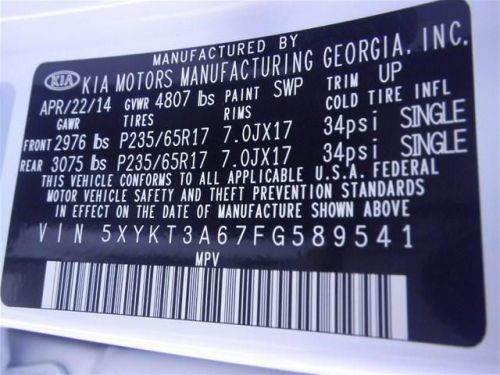 MANUFACTURED BY
KIA KIA MOTORS MANUFACTURING GEORGIA, INC.
APR/22/14 GVWR 4807 lbs PAINT SWP TRIM UP
GAWR TIRES RIMS COLD TIRE INFL
FRONT 2976 lbs P235/65R17 7.0JX17 34psi SINGLE
REAR 3075 lbs P235/65R17 7.0JX17 34psi SINGLE
THIS VEHICLE CONFORMS TO ALL APPLICABLE U.S.A. FEDERAL
MOTOR VEHICLE SAFETY AND THEFT PREVENTION STANDARDS
IN EFFECT ON THE DATE OF MANUFACTURE SHOWN ABOVE.
VIN 5XYKT3A67FG589541
MPV